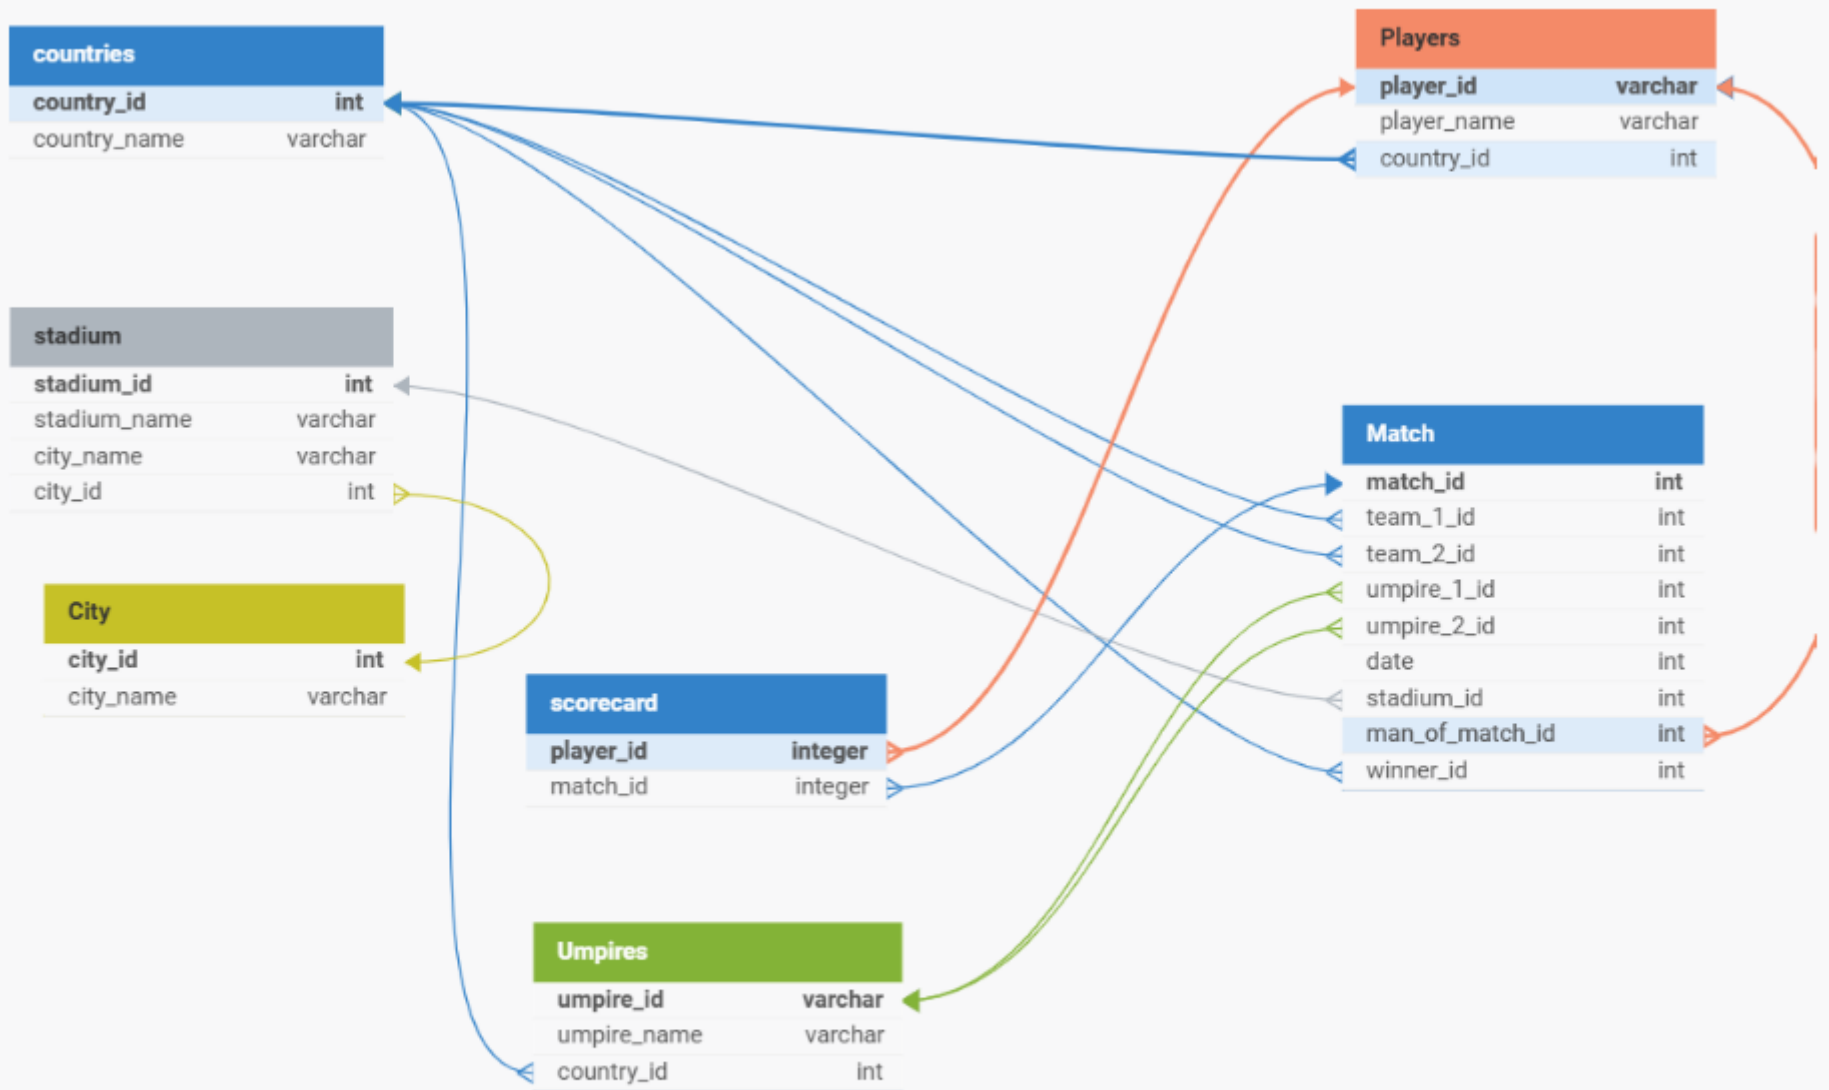 countries
country_id int
country_name varchar
stadium
stadium_id int
stadium_name varchar
city_name varchar
city_id int
City
city_id int
city_name varchar
scorecard
player_id integer
match_id integer
Umpires
umpire_id varchar
umpire_name varchar
country_id int
Players
player_id varchar
player_name varchar
country_id int
Match
match_id int
team_1_id int
team_2_id int
umpire_1_id int
umpire_2_id int
date int
stadium_id int
man_of_match_id int
winner_id int